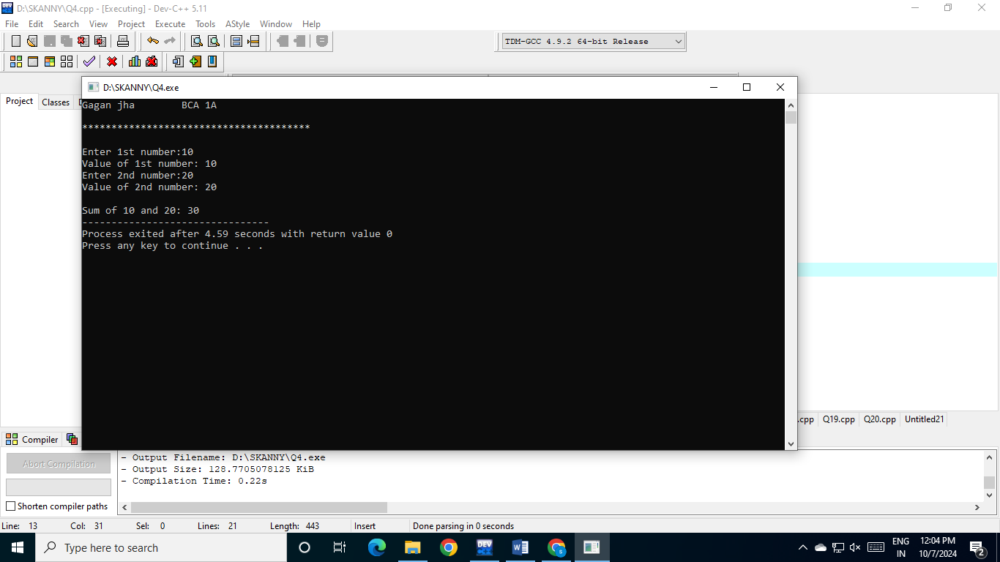 D:\SKANNY\Q4.cpp - [Executing] - Dev-C++ 5.11
File Edit Search View Project Execute Tools AStyle Window Help
TDM-GCC 4.9.2 64-bit Release
Project Classes
D:\SKANNY\Q4.exe
Gagan jha        BCA 1A
***************************************
Enter 1st number:10
Value of 1st number: 10
Enter 2nd number:20
Value of 2nd number: 20
Sum of 10 and 20: 30
--------------------------------
Process exited after 4.59 seconds with return value 0
Press any key to continue . . .
.cpp Q19.cpp Q20.cpp Untitled21
Compiler
Abort Compilation
Shorten compiler paths
- Output Filename: D:\SKANNY\Q4.exe
- Output Size: 128.7705078125 KiB
- Compilation Time: 0.22s
Line: 13 Col: 31 Sel: 0 Lines: 21 Length: 443 Insert Done parsing in 0 seconds
Type here to search
DEV
ENG
IN
12:04 PM
10/7/2024
2